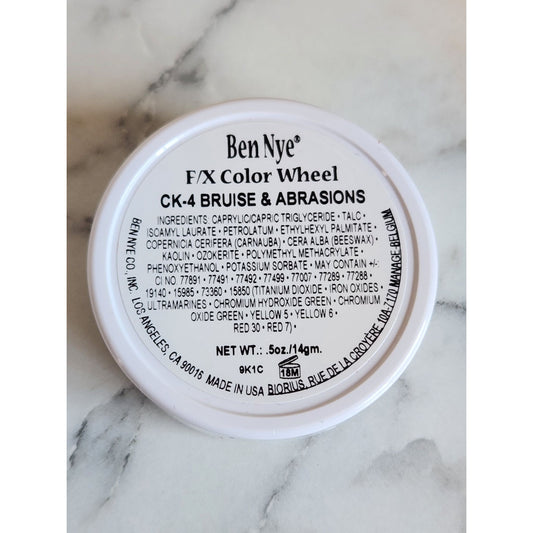 Ben Nye®
F/X Color Wheel
CK-4 BRUISE & ABRASIONS
INGREDIENTS: CAPRYLIC/CAPRIC TRIGLYCERIDE • TALC •
ISOAMYL LAURATE • PETROLATUM • ETHYLHEXYL PALMITATE •
COPERNICIA CERIFERA (CARNAUBA) • CERA ALBA (BEESWAX) •
KAOLIN • OZOKERITE • POLYMETHYL METHACRYLATE •
PHENOXYETHANOL • POTASSIUM SORBATE • MAY CONTAIN +/-:
CI NO. 77891 • 77491 • 77492 • 77499 • 77007 • 77289 • 77288 •
19140 • 15985 • 73360 • 15850 (TITANIUM DIOXIDE • IRON OXIDES •
ULTRAMARINES • CHROMIUM HYDROXIDE GREEN • CHROMIUM
OXIDE GREEN • YELLOW 5 • YELLOW 6 •
RED 30 • RED 7) •
NET WT.: .5oz./14gm.
9K1C
18M
BEN NYE CO., INC. LOS ANGELES, CA 90016 MADE IN USA BIORIUS, RUE DE LA CROYÈRE 10A-7170 MANAGE-BELGIUM